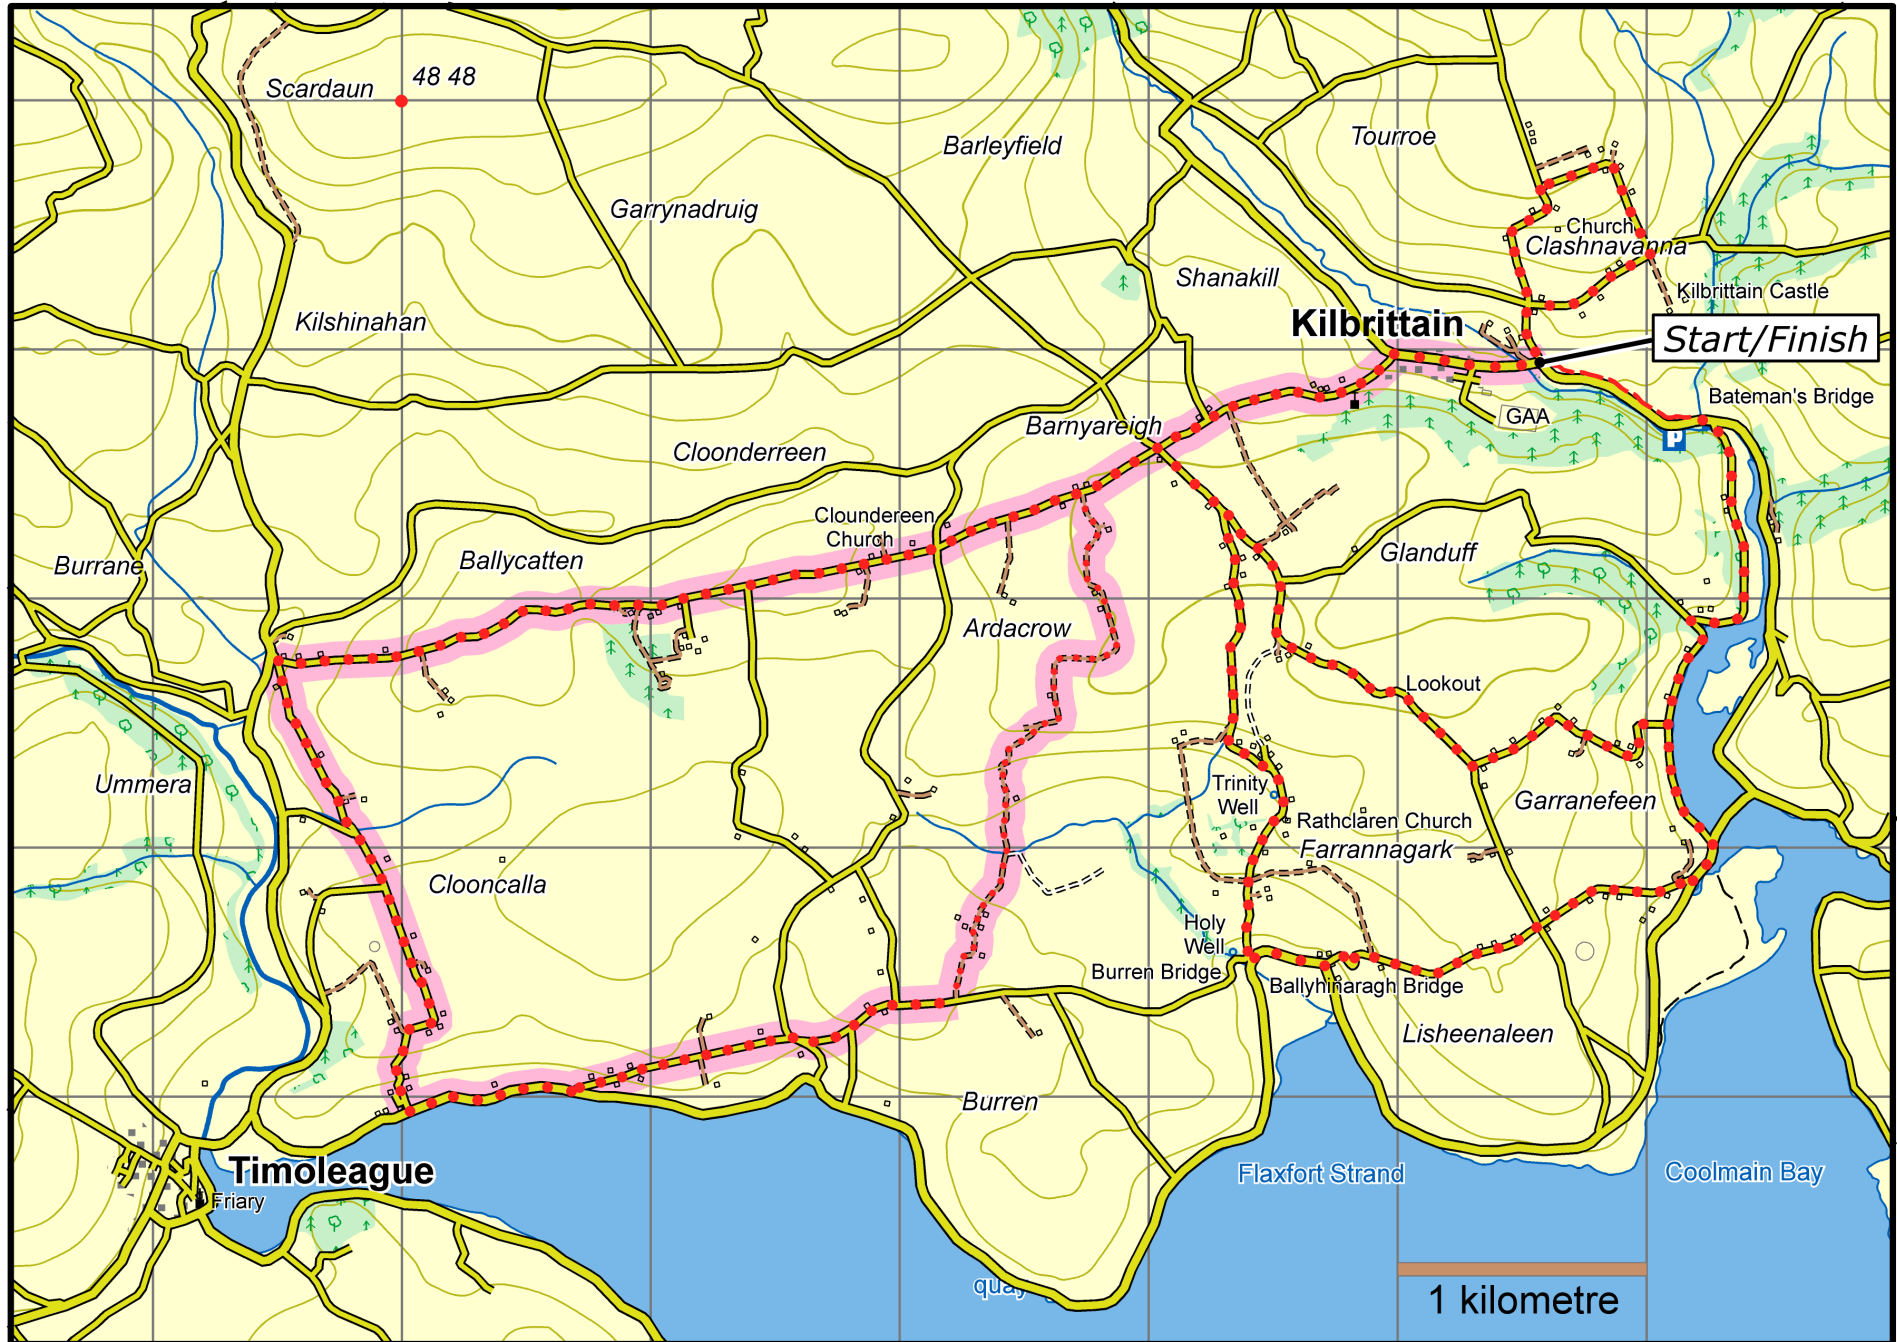 Scardaun
48 48
Barleyfield
Tourroe
Garrynadruig
Church
Clashnavanna
Shanakill
Kilbrittain Castle
Kilshinahan
Kilbrittain
Start/Finish
Bateman's Bridge
GAA
P
Barnyareigh
Cloonderreen
Cloundereen
Church
Burrane
Ballycatten
Glanduff
Ardacrow
Lookout
Ummera
Trinity
Well
Garranefeen
Rathclaren Church
Farrannagark
Clooncalla
Holy
Well
Burren Bridge
Ballyhinaragh Bridge
Lisheenaleen
Burren
Timoleague
Friary
Flaxfort Strand
Coolmain Bay
quay
1 kilometre